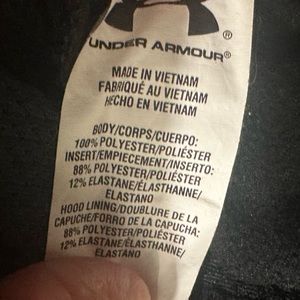 UNDER ARMOUR®
MADE IN VIETNAM
FABRIQUÉ AU VIETNAM
HECHO EN VIETNAM
BODY/CORPS/CUERPO:
100% POLYESTER/POLIÉSTER
INSERT/EMPIECEMENT/INSERTO:
88% POLYESTER/POLIÉSTER
12% ELASTANE/ÉLASTHANNE/
ELASTANO
HOOD LINING/DOUBLURE DE LA
CAPUCHE/FORRO DE LA CAPUCHA:
88% POLYESTER/POLIÉSTER
12% ELASTANE/ÉLASTHANNE/
ELASTANO